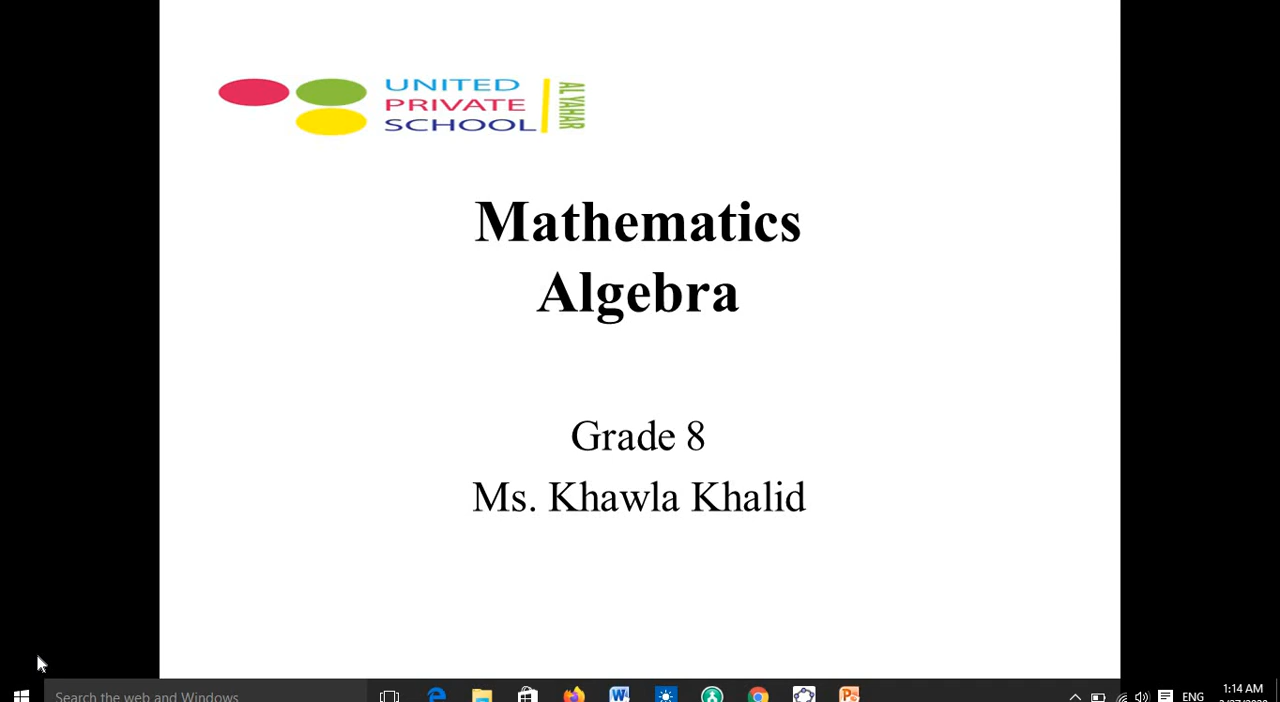 UNITED
PRIVATE
SCHOOL
AL YAHAR
Mathematics
Algebra
Grade 8
Ms. Khawla Khalid
Search the web and Windows
ENG
1:14 AM